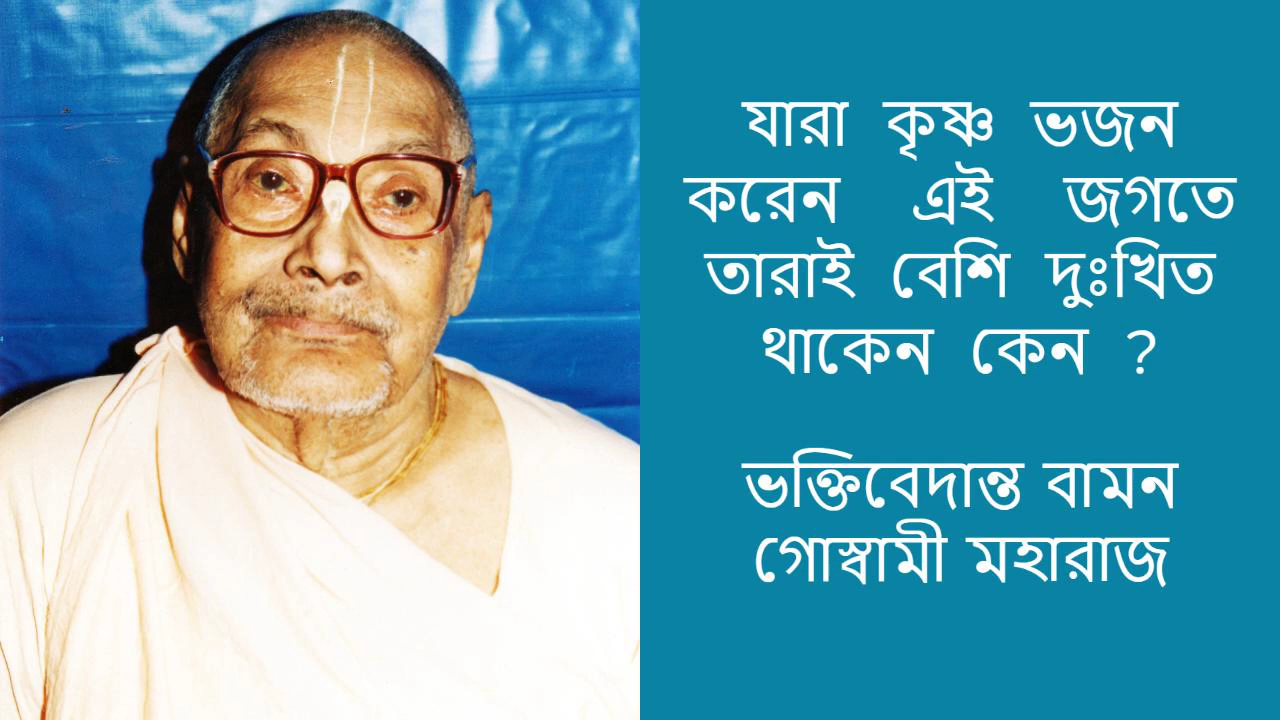 যারা কৃষ্ণ ভজন
করেন এই জগতে
তারাই বেশি দুঃখিত
থাকেন কেন ?
ভক্তিবেদান্ত বামন
গোস্বামী মহারাজ